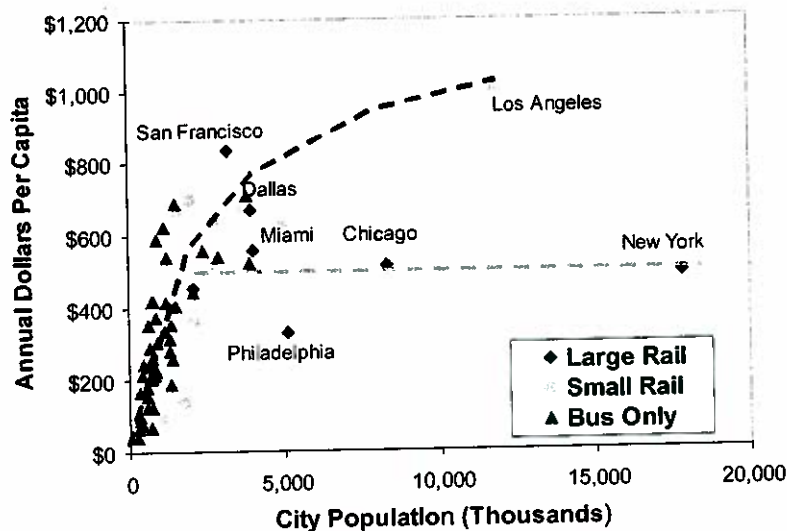 $1,200
$1,000
$800
$600
$400
$200
$0
Annual Dollars Per Capita
San Francisco
Los Angeles
Dallas
Miami
Chicago
New York
Philadelphia
Large Rail
Small Rail
Bus Only
0
5,000
10,000
15,000
20,000
City Population (Thousands)